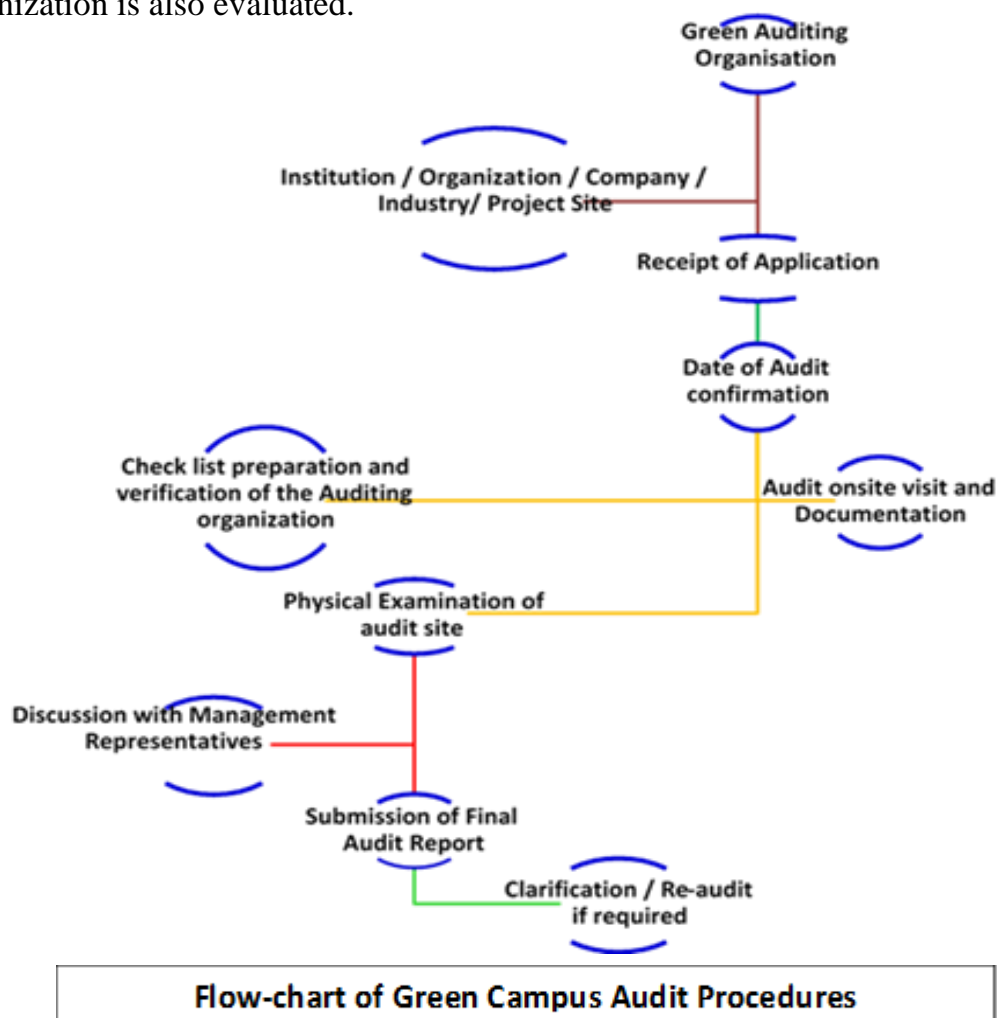 nization is also evaluated.
Green Auditing
Organisation
Institution / Organization / Company /
Industry/ Project Site
Receipt of Application
Date of Audit
confirmation
Check list preparation and
verification of the Auditing
organization
Audit onsite visit and
Documentation
Physical Examination of
audit site
Discussion with Management
Representatives
Submission of Final
Audit Report
Clarification / Re-audit
if required
Flow-chart of Green Campus Audit Procedures